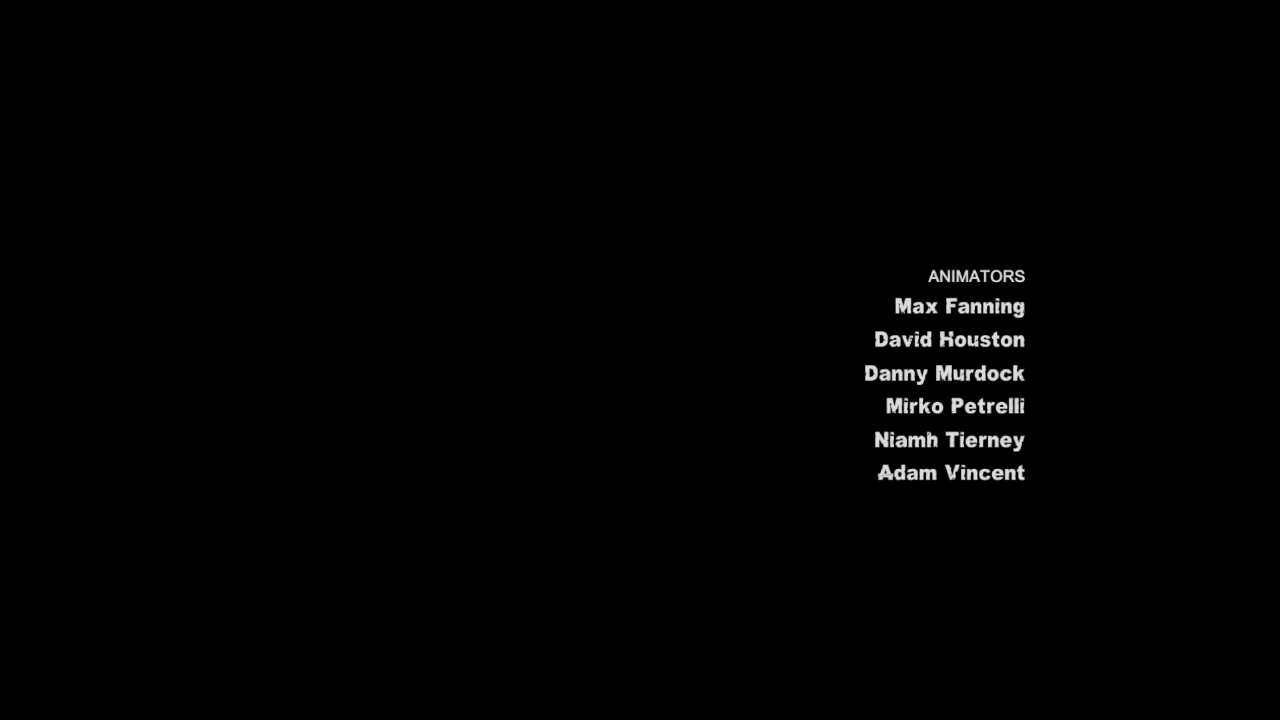 ANIMATORS
Max Fanning
David Houston
Danny Murdock
Mirko Petrelli
Niamh Tierney
Adam Vincent